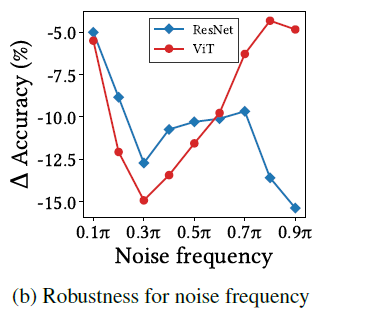 ResNet
ViT
-5.0
-7.5
-10.0
-12.5
-15.0
Δ Accuracy (%)
0.1π 0.3π 0.5π 0.7π 0.9π
Noise frequency
(b) Robustness for noise frequency